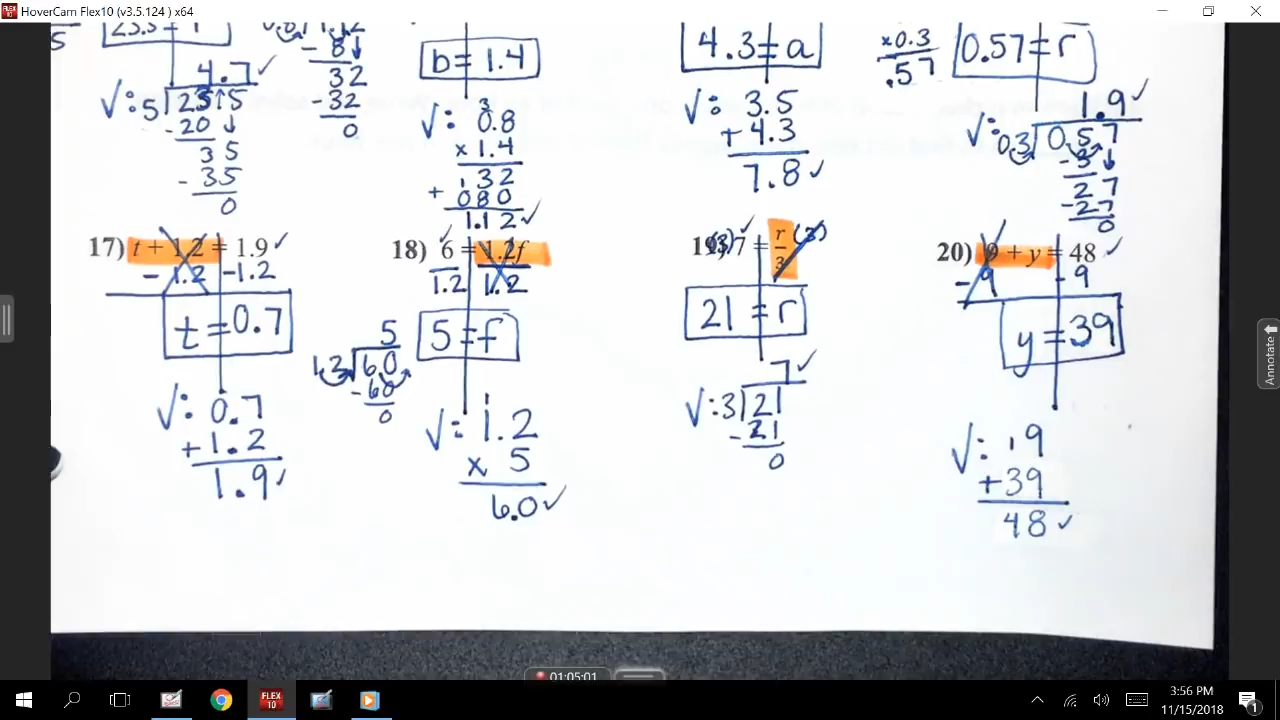 HoverCam Flex10 (v3.5.124 ) x64
b = 1.4
4.3 = a
x0.3
.57
0.57 = r
4.7 ✓
√: 5 23.5
- 20
35
- 35
0
- 8
32
- 32
0
√: 0.8
x 1.4
132
+ 080
1.12 ✓
√: 3.5
+ 4.3
7.8 ✓
1.9 ✓
√: 0.3 0.57
- 3
27
- 27
0
17) t + 1.2 = 1.9 ✓
- 1.2 - 1.2
t = 0.7
√: 0.7
+ 1.2
1.9 ✓
18) 6 = 1.2f
1.2 1.2
5 = f
5
60
- 60
0
√: 1.2
x 5
6.0 ✓
19) (3) 7 = r/3 (3)
21 = r
7 ✓
√: 3 21
- 21
0
20) 9 + y = 48 ✓
- 9 - 9
y = 39
√: 9
+ 39
48 ✓
Annotate
01:05:01
FLEX
10
3:56 PM
11/15/2018
1